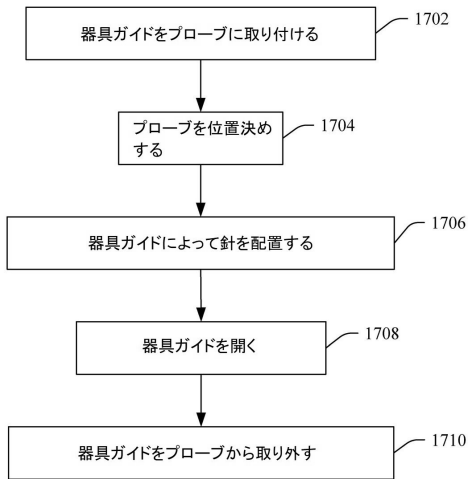 器具ガイドをプローブに取り付ける
1702
プローブを位置決め
する
1704
器具ガイドによって針を配置する
1706
器具ガイドを開く
1708
器具ガイドをプローブから取り外す
1710